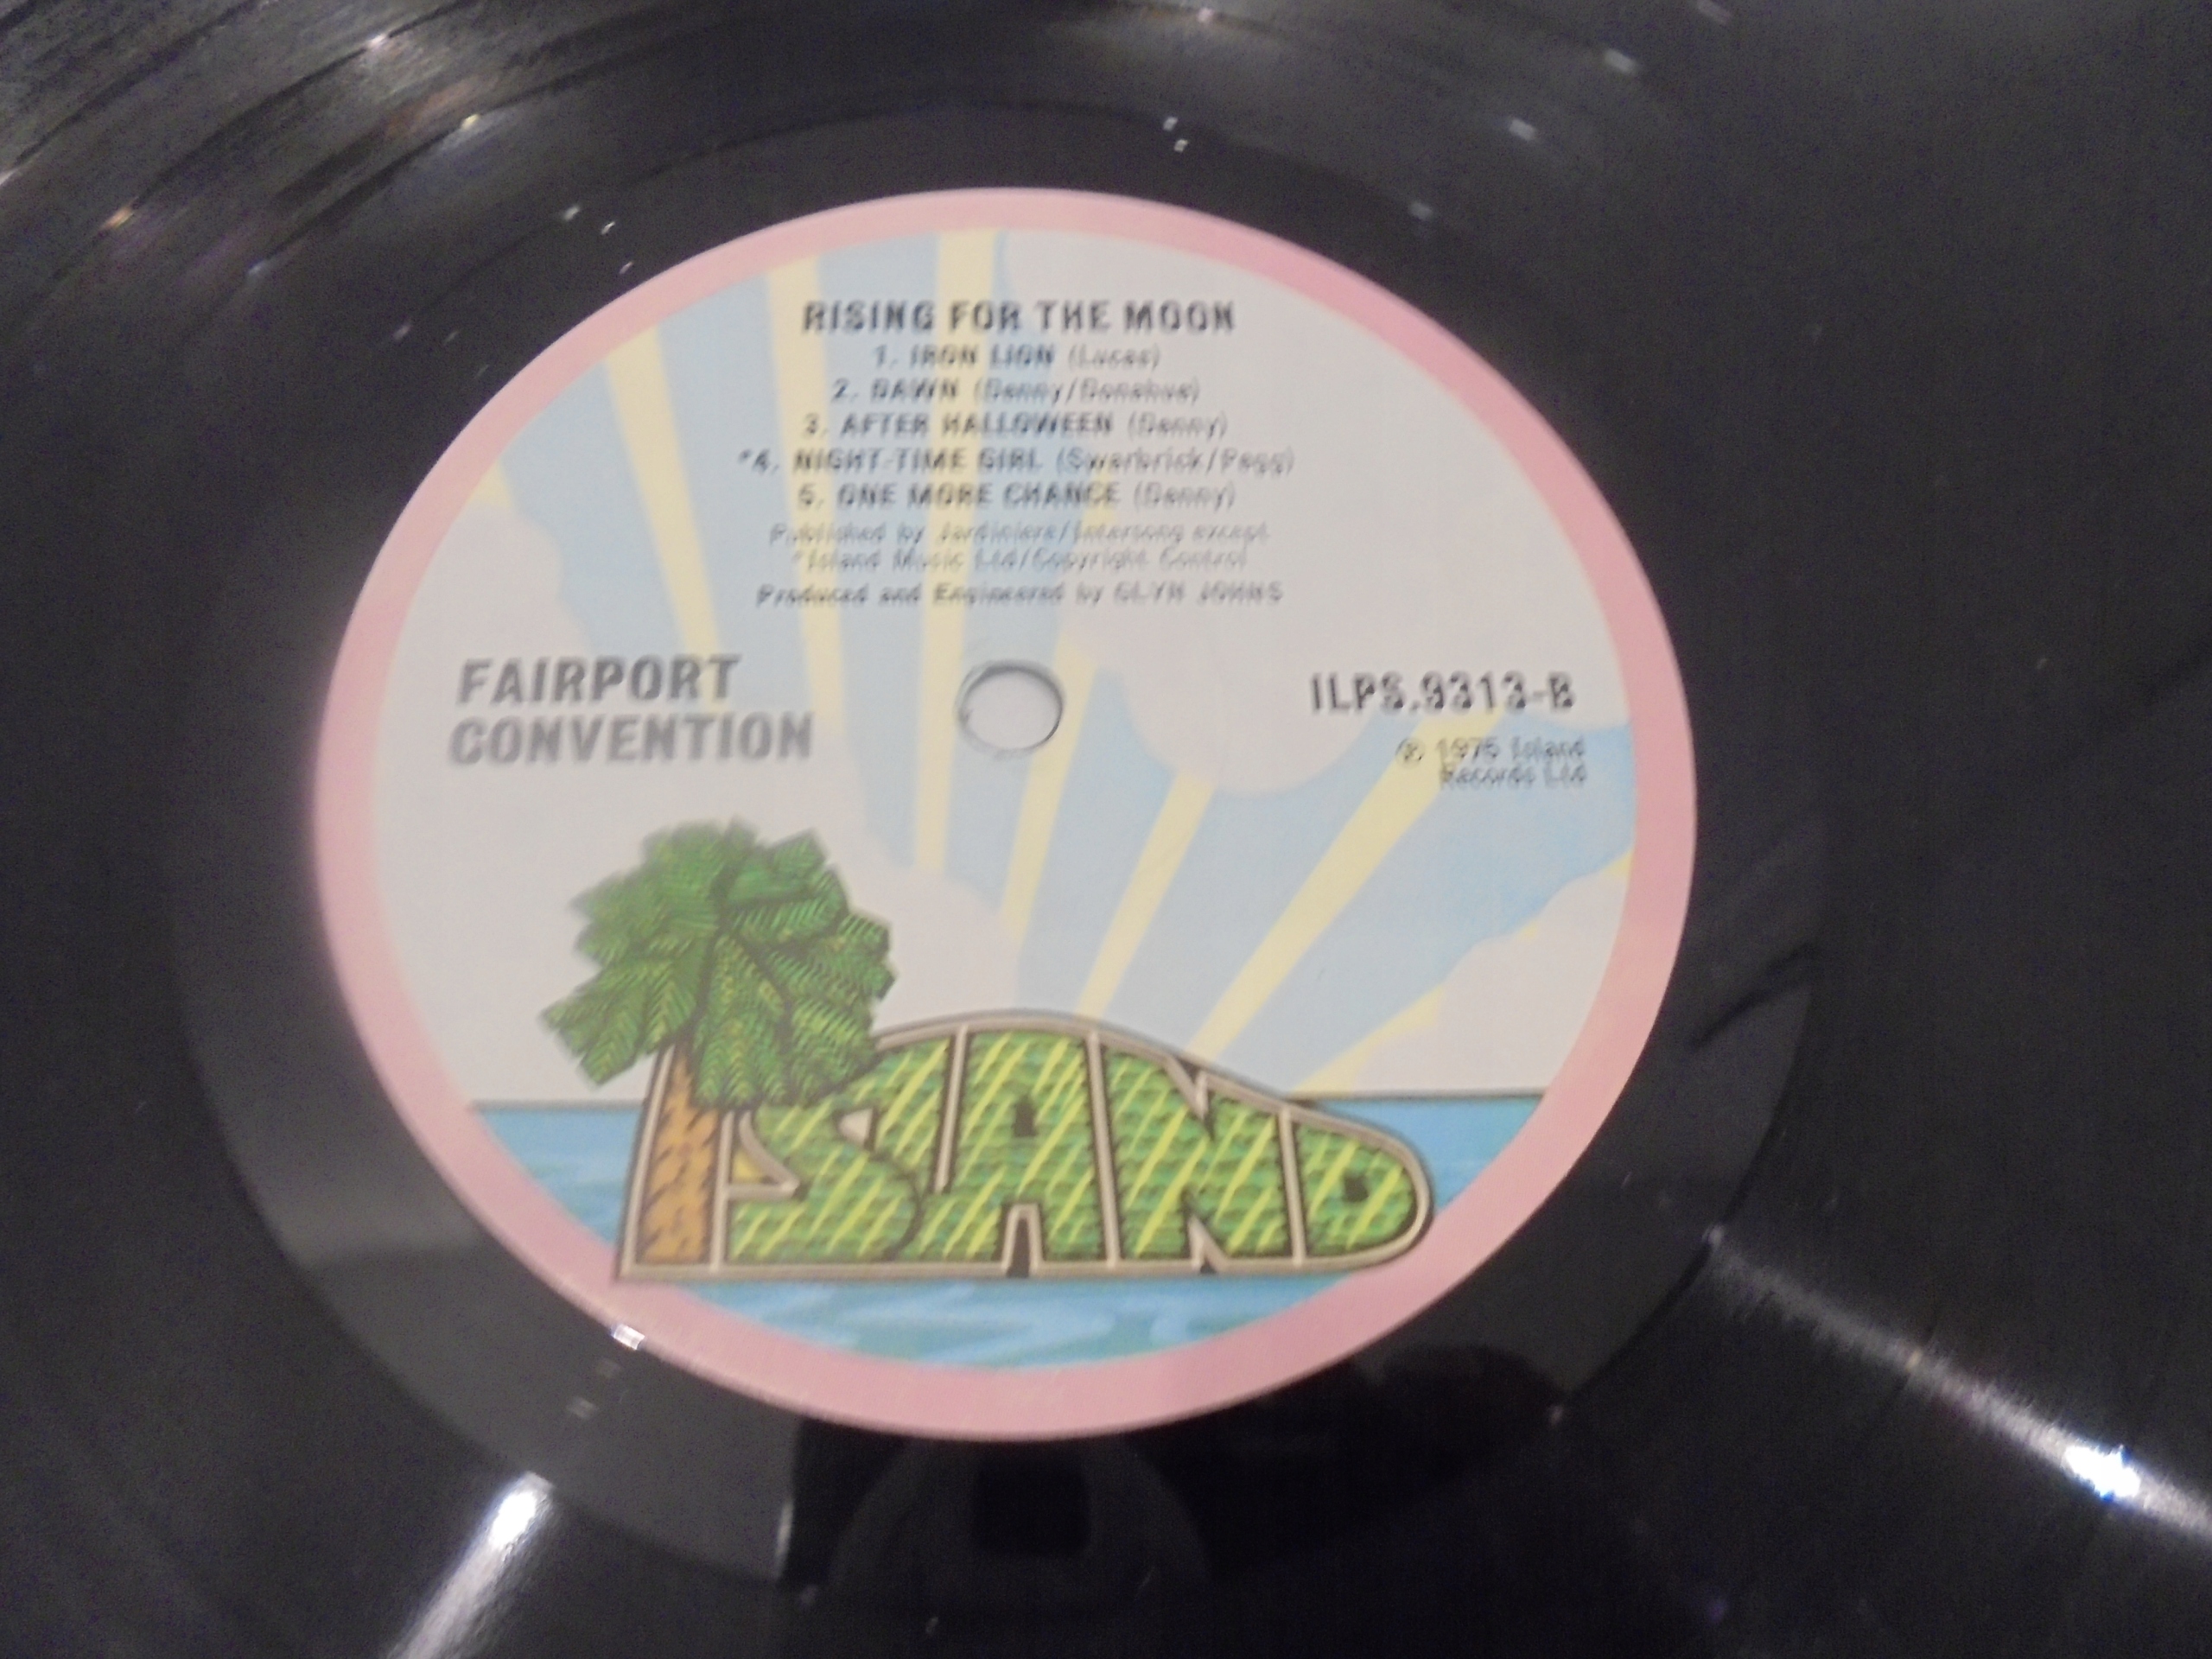 RISING FOR THE MOON
1. IRON LION (Lucas)
2. DAWN (Denny/Donahue)
3. AFTER HALLOWEEN (Denny)
*4. NIGHT-TIME GIRL (Swarbrick/Pegg)
5. ONE MORE CHANCE (Denny)
Published by Jardiniere/Intersong except
*Island Music Ltd/Copyright Control
Produced and Engineered by GLYN JOHNS
FAIRPORT
CONVENTION
ILPS.9313-B
℗ 1975 Island
Records Ltd
ISLAND